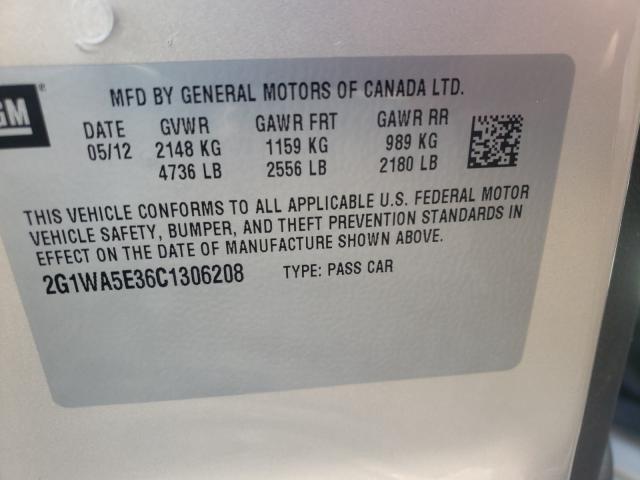 GM®
MFD BY GENERAL MOTORS OF CANADA LTD.
DATE GVWR GAWR FRT GAWR RR
05/12 2148 KG 1159 KG 989 KG
4736 LB 2556 LB 2180 LB
THIS VEHICLE CONFORMS TO ALL APPLICABLE U.S. FEDERAL MOTOR
VEHICLE SAFETY, BUMPER, AND THEFT PREVENTION STANDARDS IN
EFFECT ON THE DATE OF MANUFACTURE SHOWN ABOVE.
2G1WA5E36C1306208 TYPE: PASS CAR